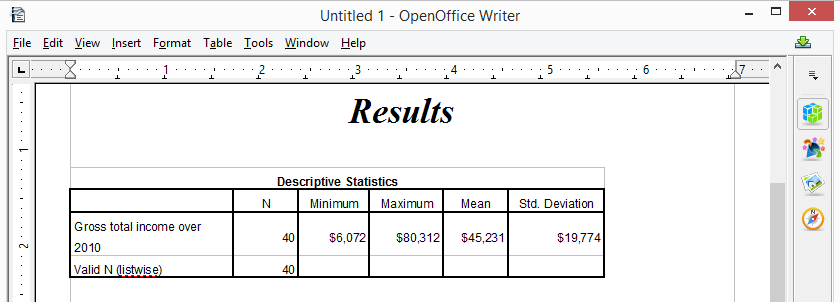 Untitled 1 - OpenOffice Writer
File Edit View Insert Format Table Tools Window Help
1 2 3 4 5 6 7
Results
1
Descriptive Statistics
N Minimum Maximum Mean Std. Deviation
Gross total income over
2010
40 $6,072 $80,312 $45,231 $19,774
2
Valid N (listwise) 40